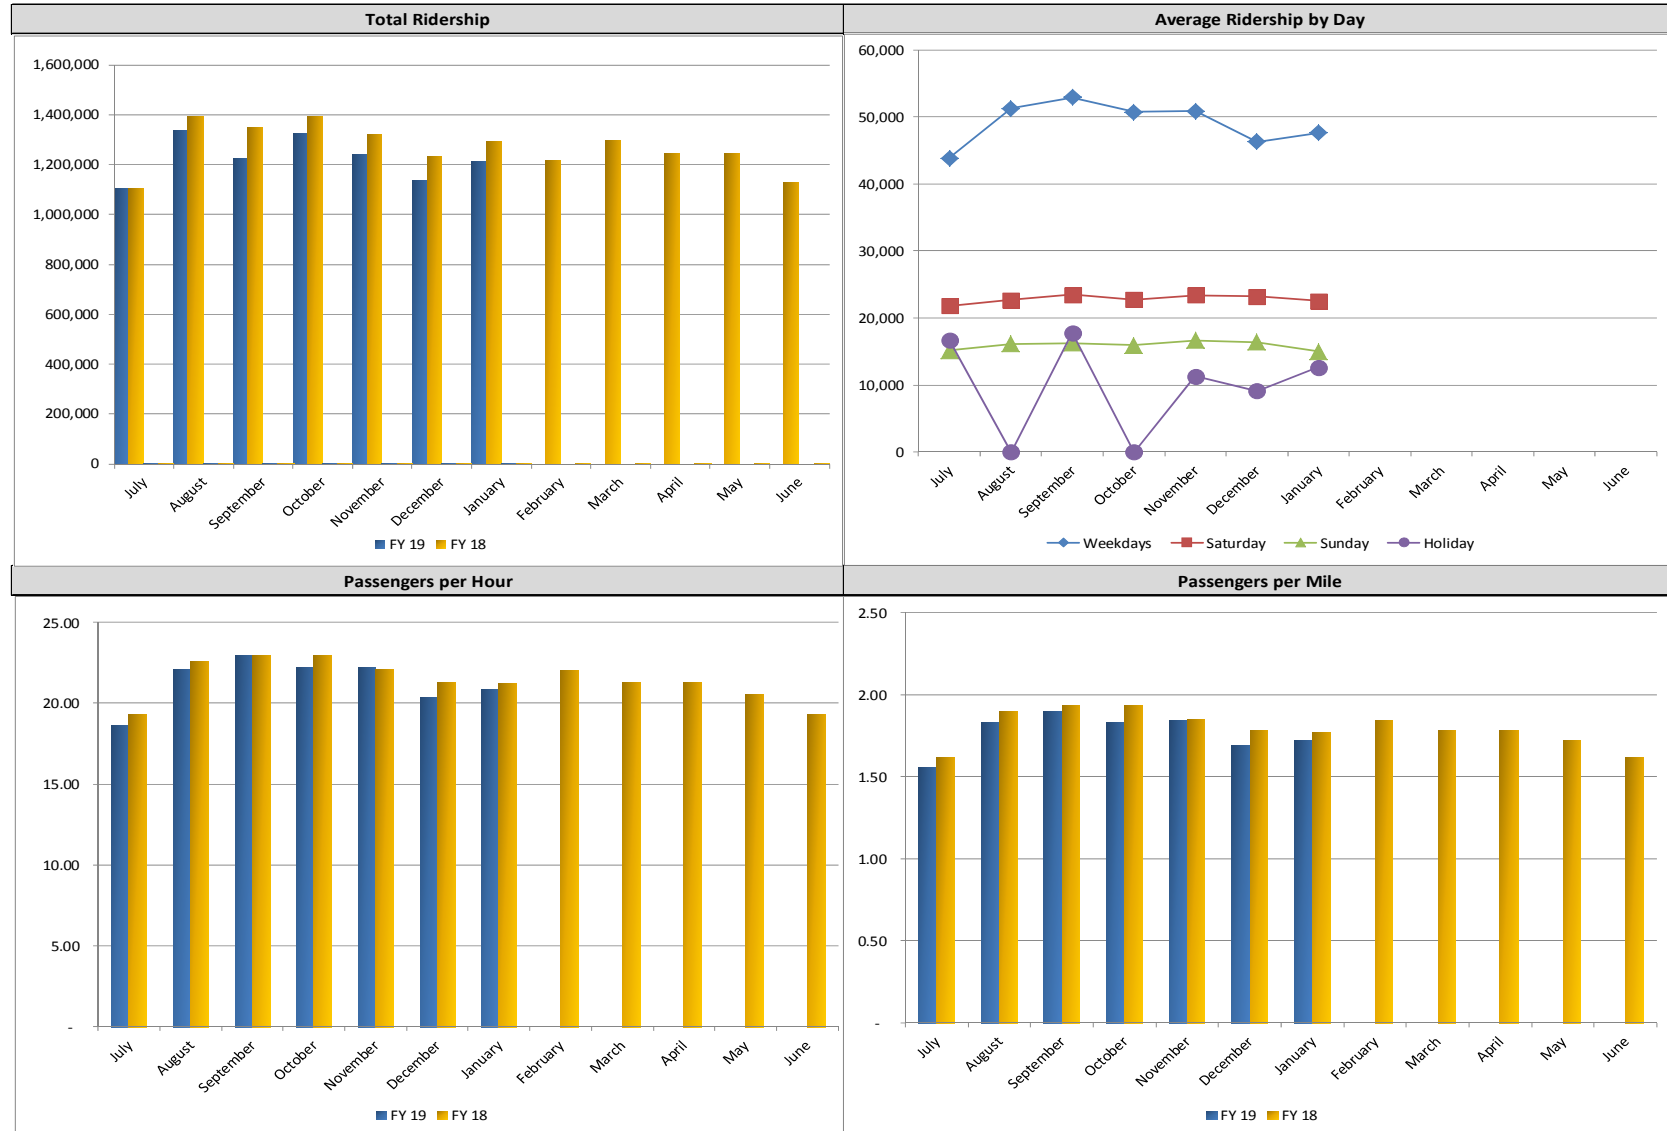 Total Ridership
1,600,000
1,400,000
1,200,000
1,000,000
800,000
600,000
400,000
200,000
0
July August September October November December January February March April May June
FY 19 FY 18
Average Ridership by Day
60,000
50,000
40,000
30,000
20,000
10,000
0
July August September October November December January February March April May June
Weekdays Saturday Sunday Holiday
Passengers per Hour
25.00
20.00
15.00
10.00
5.00
-
July August September October November December January February March April May June
FY 19 FY 18
Passengers per Mile
2.50
2.00
1.50
1.00
0.50
-
July August September October November December January February March April May June
FY 19 FY 18